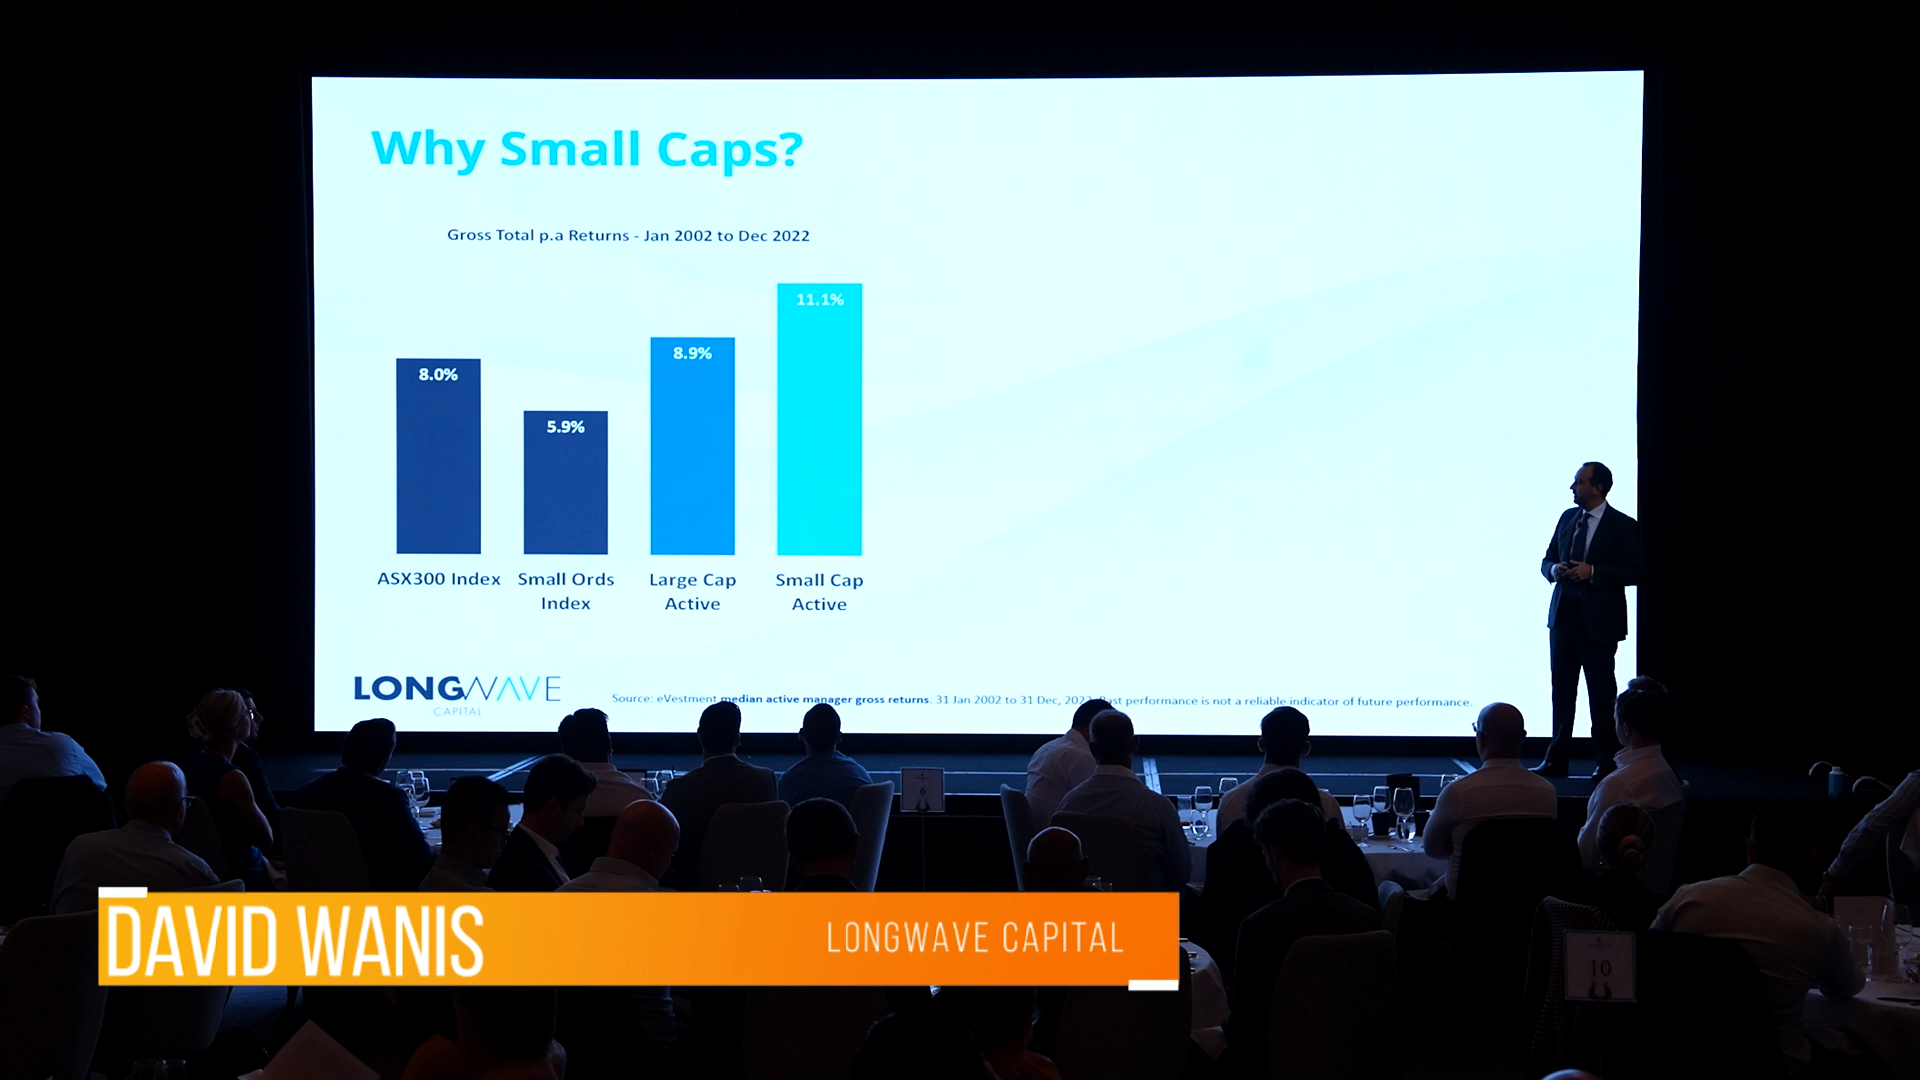 Why Small Caps?
Gross Total p.a Returns - Jan 2002 to Dec 2022
11.1%
8.9%
8.0%
5.9%
ASX300 Index
Small Ords
Index
Large Cap
Active
Small Cap
Active
LONGWAVE
CAPITAL
Source: eVestment median active manager gross returns. 31 Jan 2002 to 31 Dec, 2022. Past performance is not a reliable indicator of future performance.
6
DAVID WANIS
LONGWAVE CAPITAL
10